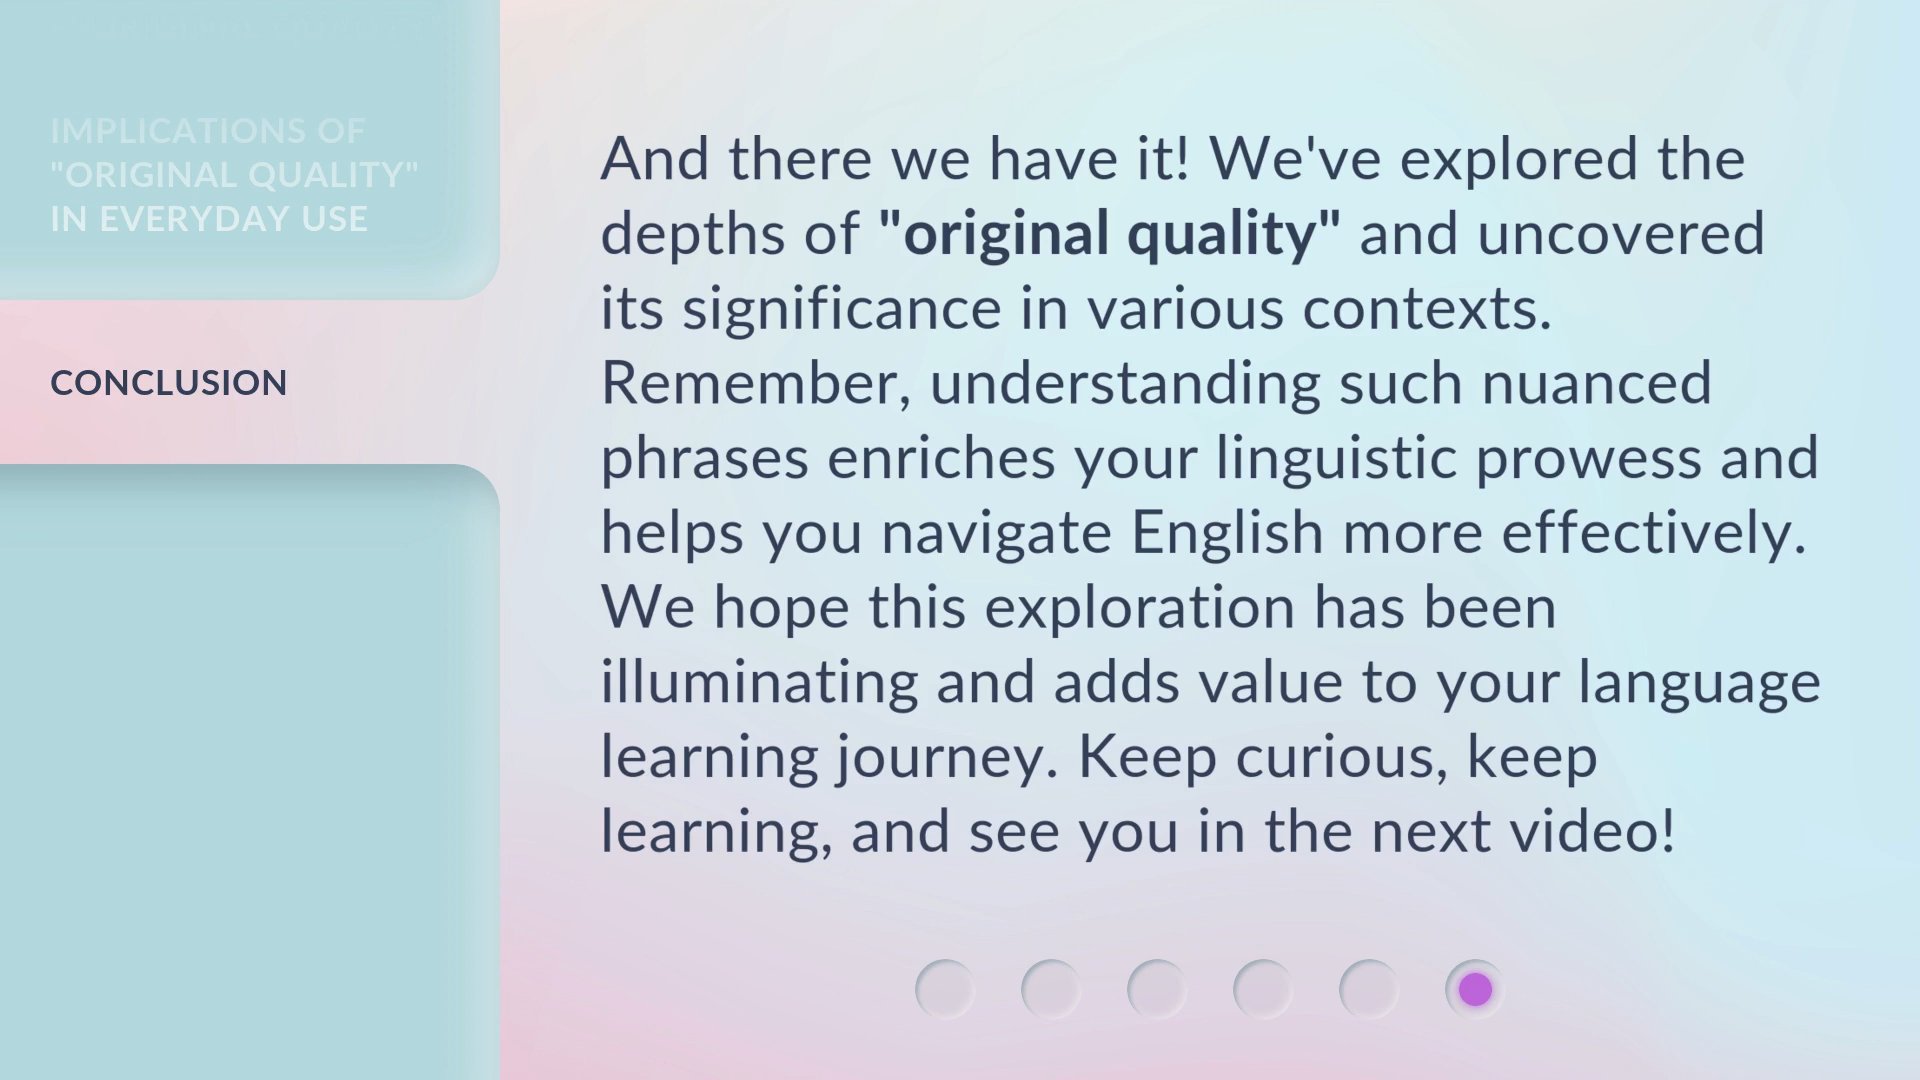 IMPLICATIONS OF
"ORIGINAL QUALITY"
IN EVERYDAY USE
CONCLUSION
And there we have it! We've explored the
depths of "original quality" and uncovered
its significance in various contexts.
Remember, understanding such nuanced
phrases enriches your linguistic prowess and
helps you navigate English more effectively.
We hope this exploration has been
illuminating and adds value to your language
learning journey. Keep curious, keep
learning, and see you in the next video!